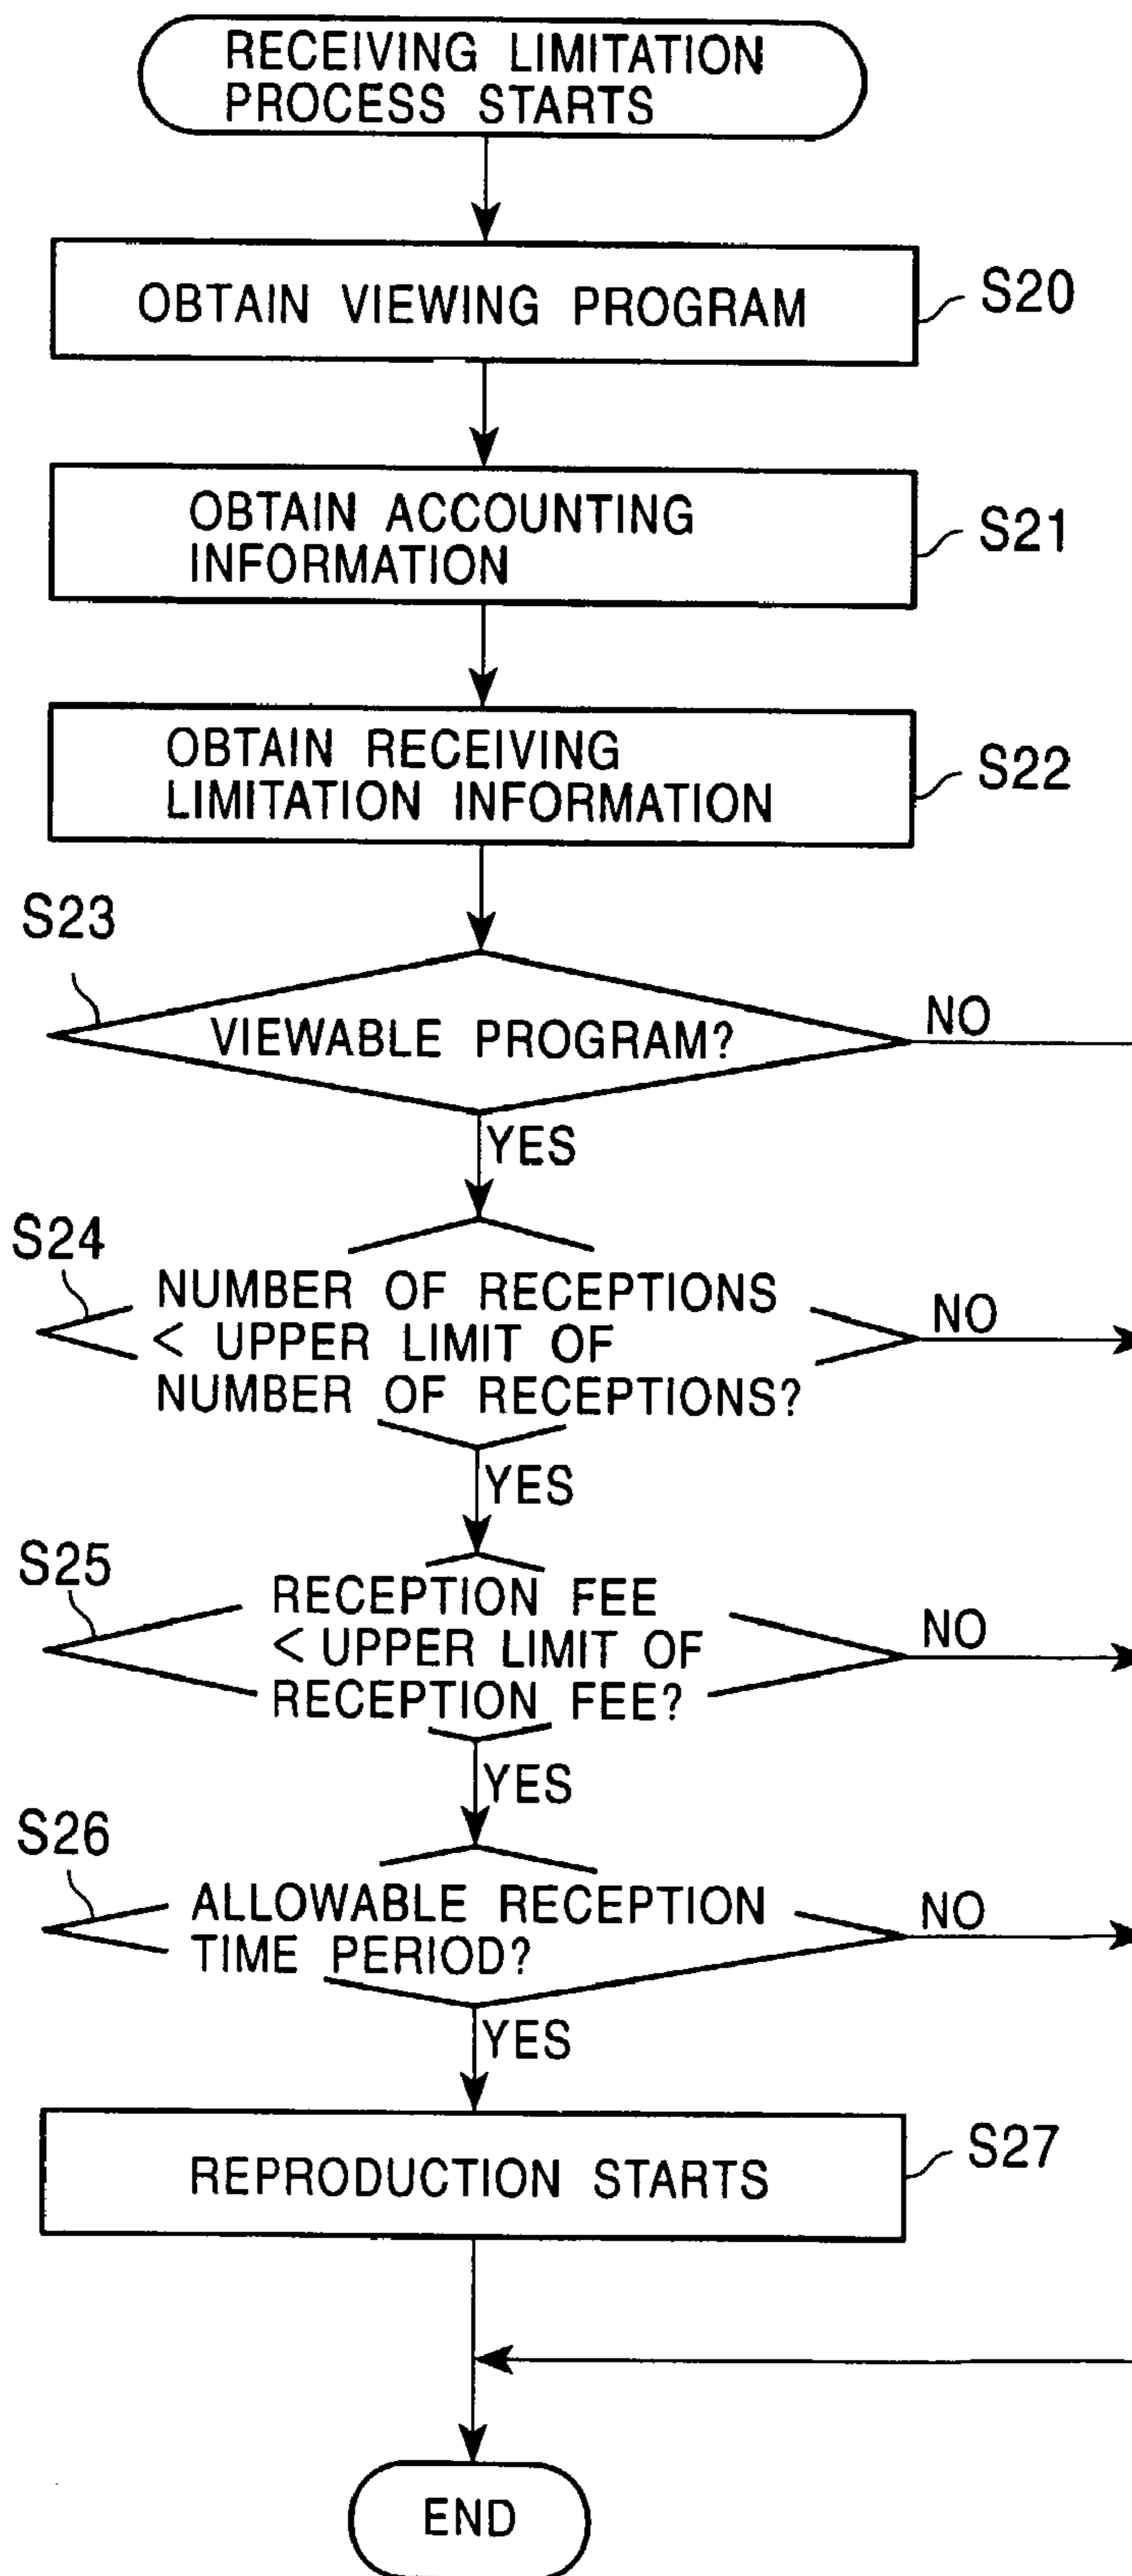 RECEIVING LIMITATION
PROCESS STARTS
OBTAIN VIEWING PROGRAM
S20
OBTAIN ACCOUNTING
INFORMATION
S21
OBTAIN RECEIVING
LIMITATION INFORMATION
S22
S23
VIEWABLE PROGRAM?
NO
YES
S24
NUMBER OF RECEPTIONS
< UPPER LIMIT OF
NUMBER OF RECEPTIONS?
NO
YES
S25
RECEPTION FEE
< UPPER LIMIT OF
RECEPTION FEE?
NO
YES
S26
ALLOWABLE RECEPTION
TIME PERIOD?
NO
YES
REPRODUCTION STARTS
S27
END